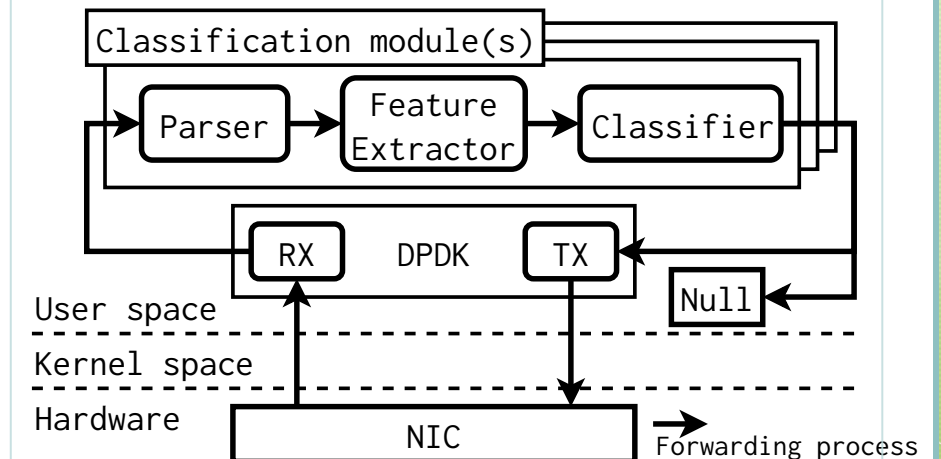 Classification module(s)
Parser
Feature
Extractor
Classifier
RX
DPDK
TX
Null
User space
Kernel space
Hardware
NIC
Forwarding process